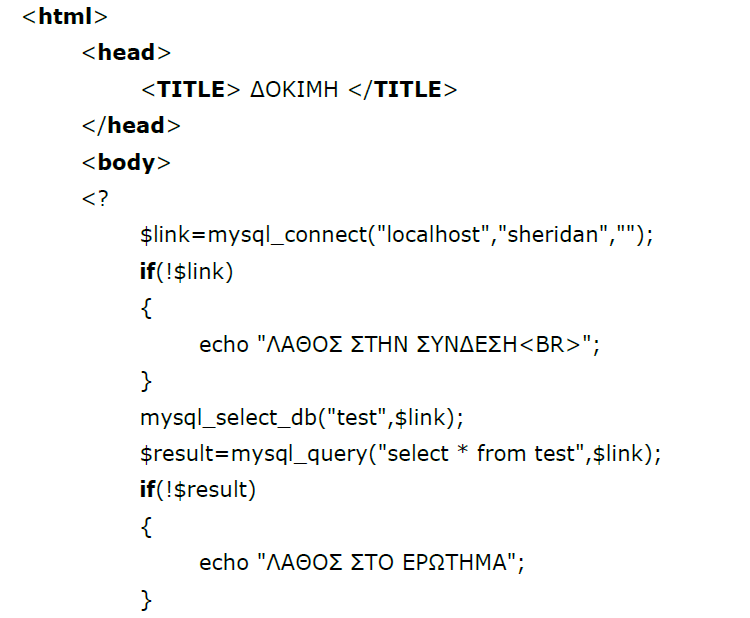 <html>
<head>
<TITLE> ΔΟΚΙΜΗ </TITLE>
</head>
<body>
<?
$link=mysql_connect("localhost","sheridan","");
if(!$link)
{
echo "ΛΑΘΟΣ ΣΤΗΝ ΣΥΝΔΕΣΗ<BR>";
}
mysql_select_db("test",$link);
$result=mysql_query("select * from test",$link);
if(!$result)
{
echo "ΛΑΘΟΣ ΣΤΟ ΕΡΩΤΗΜΑ";
}